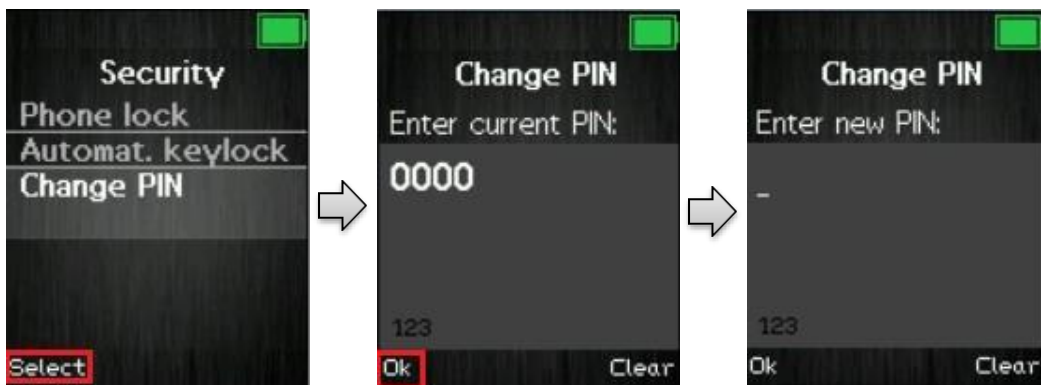 Security
Phone lock
Automat. keylock
Change PIN
Select
Change PIN
Enter current PIN:
0000
123
Ok Clear
Change PIN
Enter new PIN:
_
123
Ok Clear